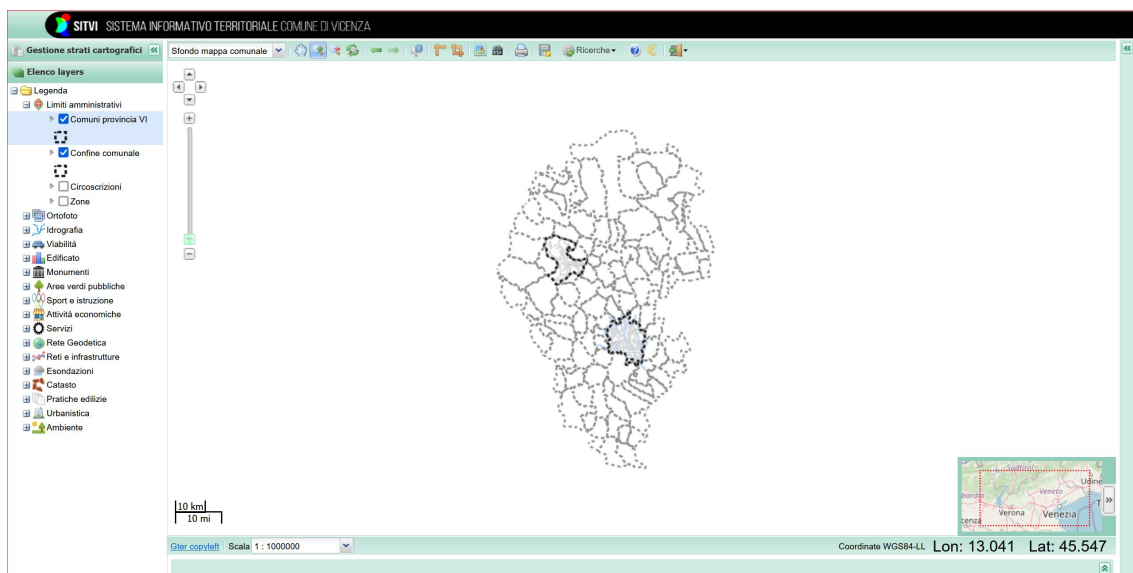 SITVI SISTEMA INFORMATIVO TERRITORIALE COMUNE DI VICENZA
Gestione strati cartografici
Sfondo mappa comunale
Ricerche
Elenco layers
Legenda
Limiti amministrativi
Comuni provincia VI
Confine comunale
Circoscrizioni
Zone
Ortofoto
Idrografia
Viabilità
Edificato
Monumenti
Aree verdi pubbliche
Sport e istruzione
Attività economiche
Servizi
Rete Geodetica
Reti e infrastrutture
Esondazioni
Catasto
Pratiche edilizie
Urbanistica
Ambiente
10 km
10 mi
Südtirol
Udine
Veneto
Verona
Venezia
cenza
Gter copyleft Scala 1 : 1000000
Coordinate WGS84-LL Lon: 13.041 Lat: 45.547